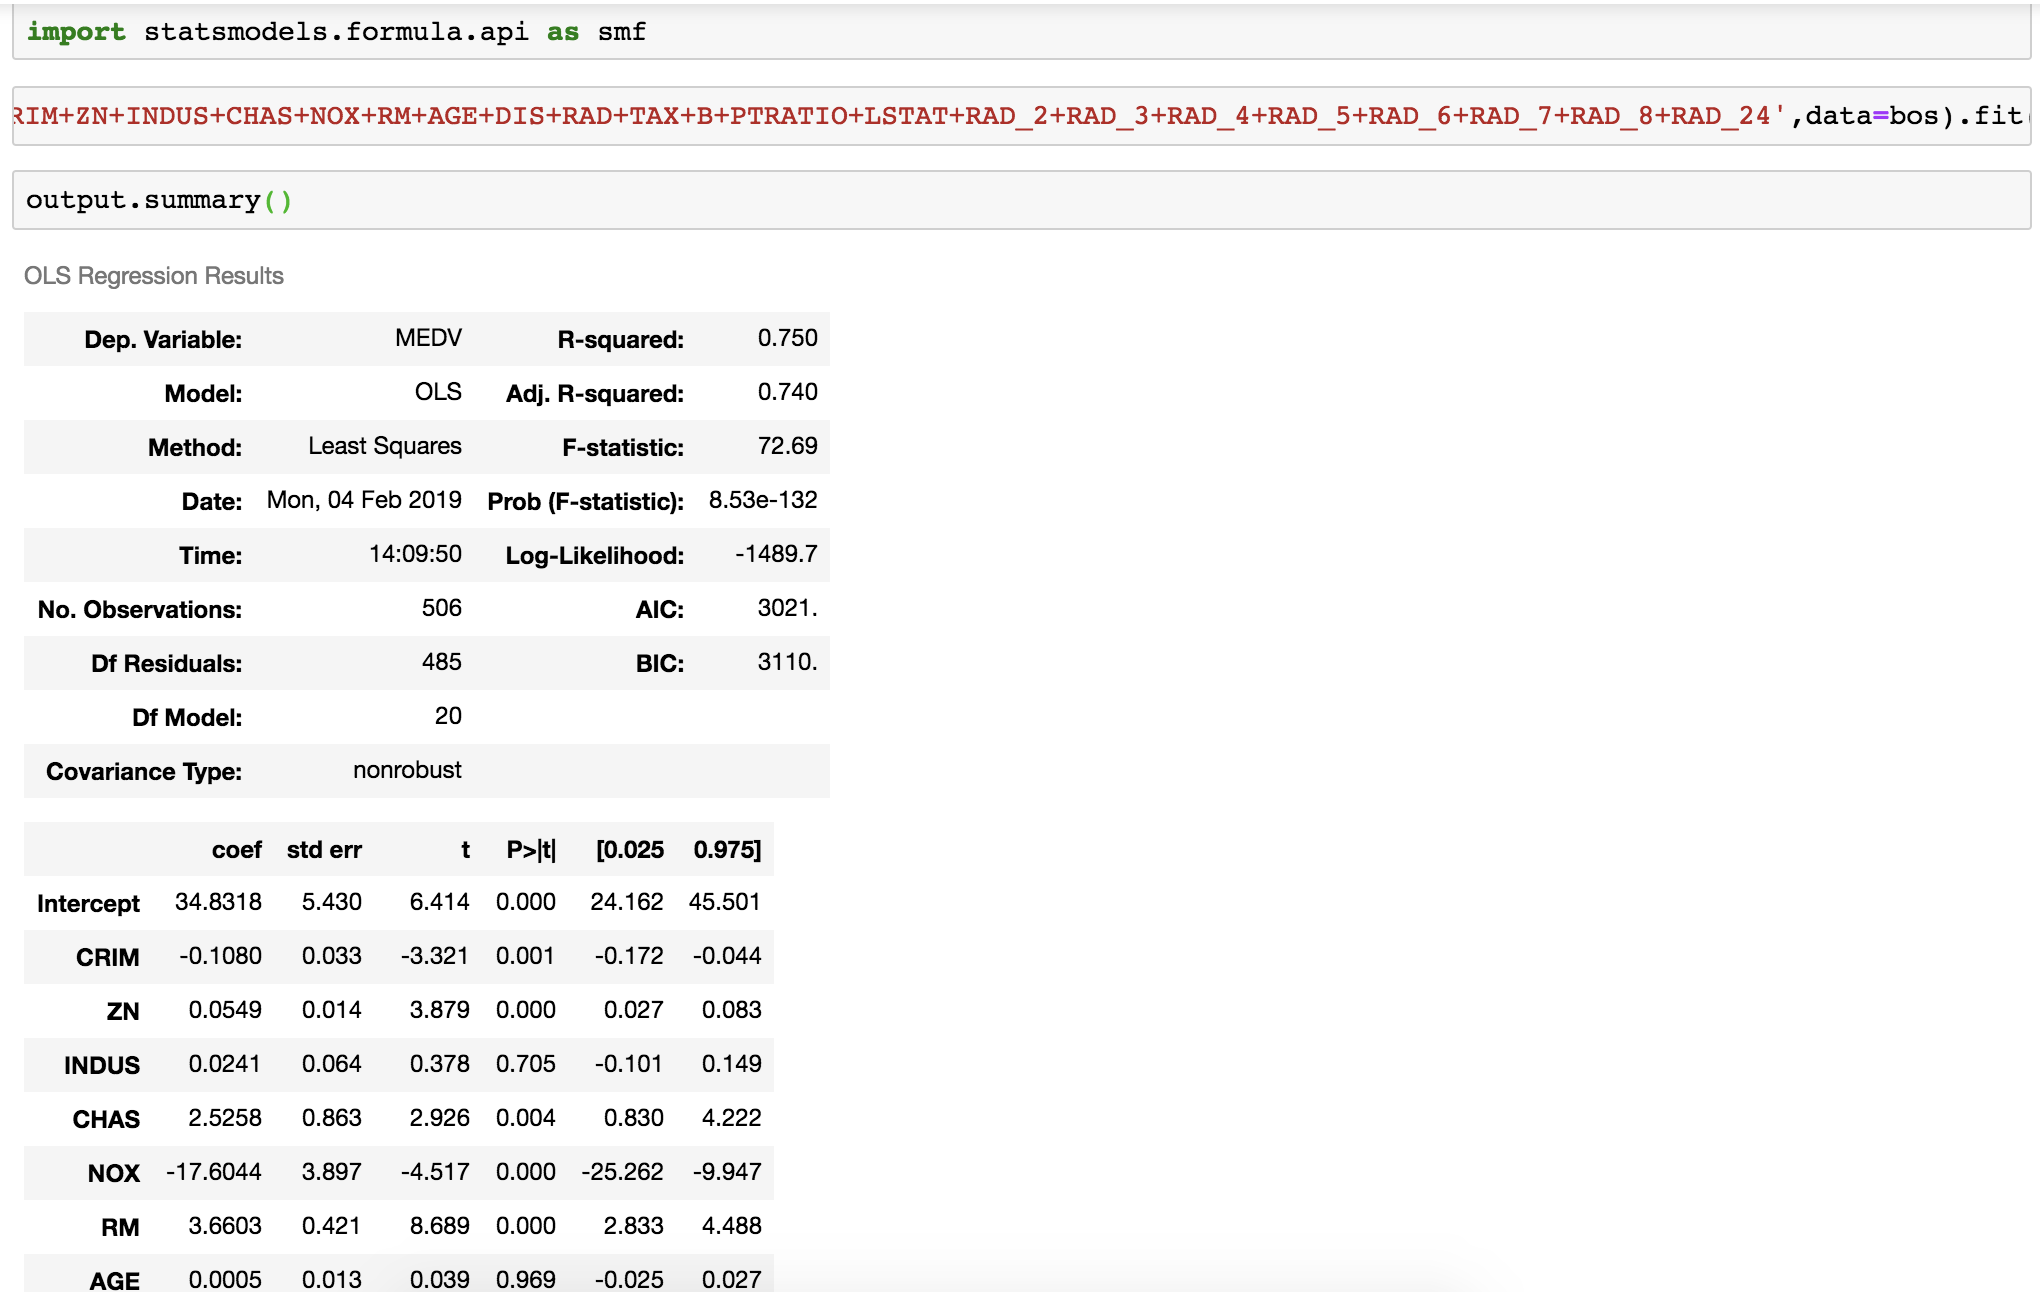 import statsmodels.formula.api as smf
RIM+ZN+INDUS+CHAS+NOX+RM+AGE+DIS+RAD+TAX+B+PTRATIO+LSTAT+RAD_2+RAD_3+RAD_4+RAD_5+RAD_6+RAD_7+RAD_8+RAD_24',data=bos).fit(
output.summary()
OLS Regression Results
Dep. Variable: MEDV R-squared: 0.750
Model: OLS Adj. R-squared: 0.740
Method: Least Squares F-statistic: 72.69
Date: Mon, 04 Feb 2019 Prob (F-statistic): 8.53e-132
Time: 14:09:50 Log-Likelihood: -1489.7
No. Observations: 506 AIC: 3021.
Df Residuals: 485 BIC: 3110.
Df Model: 20
Covariance Type: nonrobust
coef std err t P>|t| [0.025 0.975]
Intercept 34.8318 5.430 6.414 0.000 24.162 45.501
CRIM -0.1080 0.033 -3.321 0.001 -0.172 -0.044
ZN 0.0549 0.014 3.879 0.000 0.027 0.083
INDUS 0.0241 0.064 0.378 0.705 -0.101 0.149
CHAS 2.5258 0.863 2.926 0.004 0.830 4.222
NOX -17.6044 3.897 -4.517 0.000 -25.262 -9.947
RM 3.6603 0.421 8.689 0.000 2.833 4.488
AGE 0.0005 0.013 0.039 0.969 -0.025 0.027